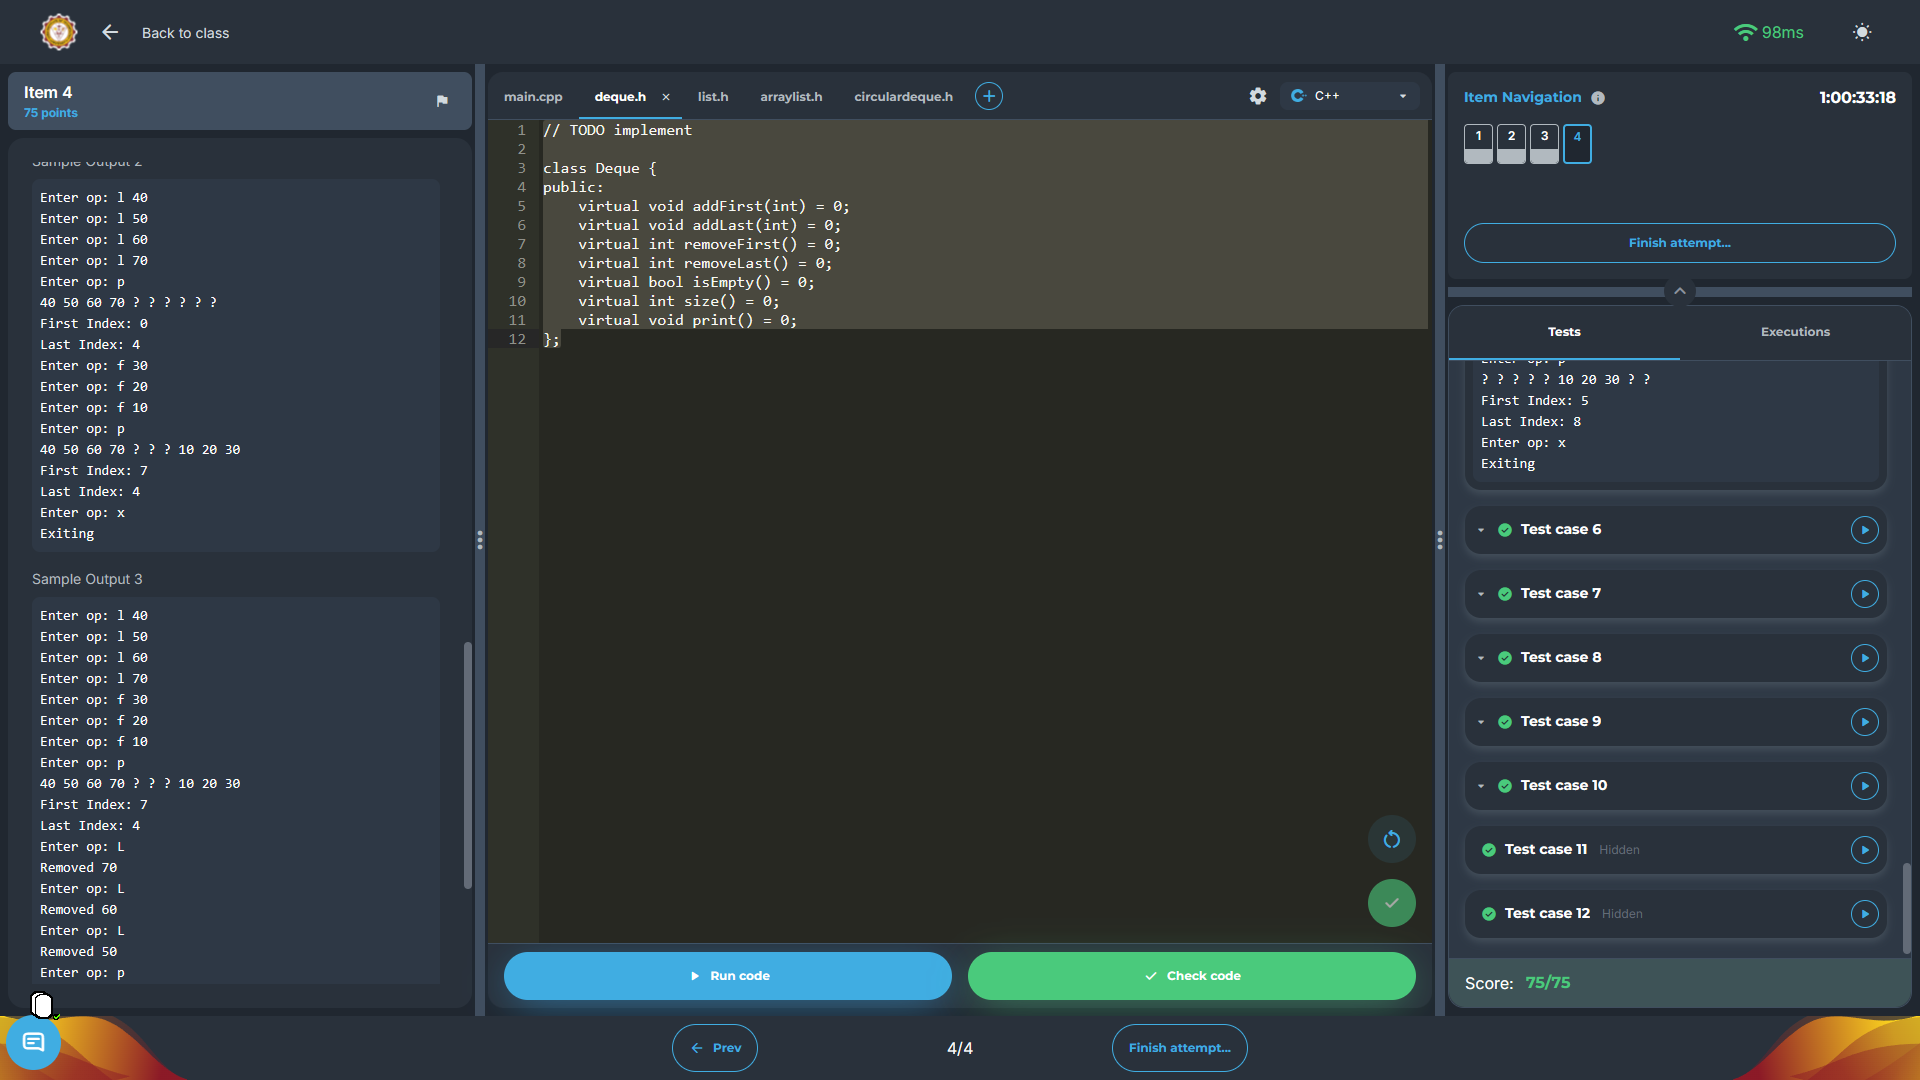 Back to class
98ms
Item 4
75 points
Sample Output 2
Enter op: l 40
Enter op: l 50
Enter op: l 60
Enter op: l 70
Enter op: p
40 50 60 70 ? ? ? ? ? ?
First Index: 0
Last Index: 4
Enter op: f 30
Enter op: f 20
Enter op: f 10
Enter op: p
40 50 60 70 ? ? ? 10 20 30
First Index: 7
Last Index: 4
Enter op: x
Exiting
Sample Output 3
Enter op: l 40
Enter op: l 50
Enter op: l 60
Enter op: l 70
Enter op: f 30
Enter op: f 20
Enter op: f 10
Enter op: p
40 50 60 70 ? ? ? 10 20 30
First Index: 7
Last Index: 4
Enter op: L
Removed 70
Enter op: L
Removed 60
Enter op: L
Removed 50
Enter op: p
main.cpp deque.h × list.h arraylist.h circulardeque.h + C++
1 // TODO implement
2
3 class Deque {
4 public:
5 virtual void addFirst(int) = 0;
6 virtual void addLast(int) = 0;
7 virtual int removeFirst() = 0;
8 virtual int removeLast() = 0;
9 virtual bool isEmpty() = 0;
10 virtual int size() = 0;
11 virtual void print() = 0;
12 };
Run code
Check code
Item Navigation 1:00:33:18
1 2 3 4
Finish attempt...
Tests Executions
Enter op: p
? ? ? ? ? 10 20 30 ? ?
First Index: 5
Last Index: 8
Enter op: x
Exiting
Test case 6
Test case 7
Test case 8
Test case 9
Test case 10
Test case 11 Hidden
Test case 12 Hidden
Score: 75/75
Prev
4/4
Finish attempt...